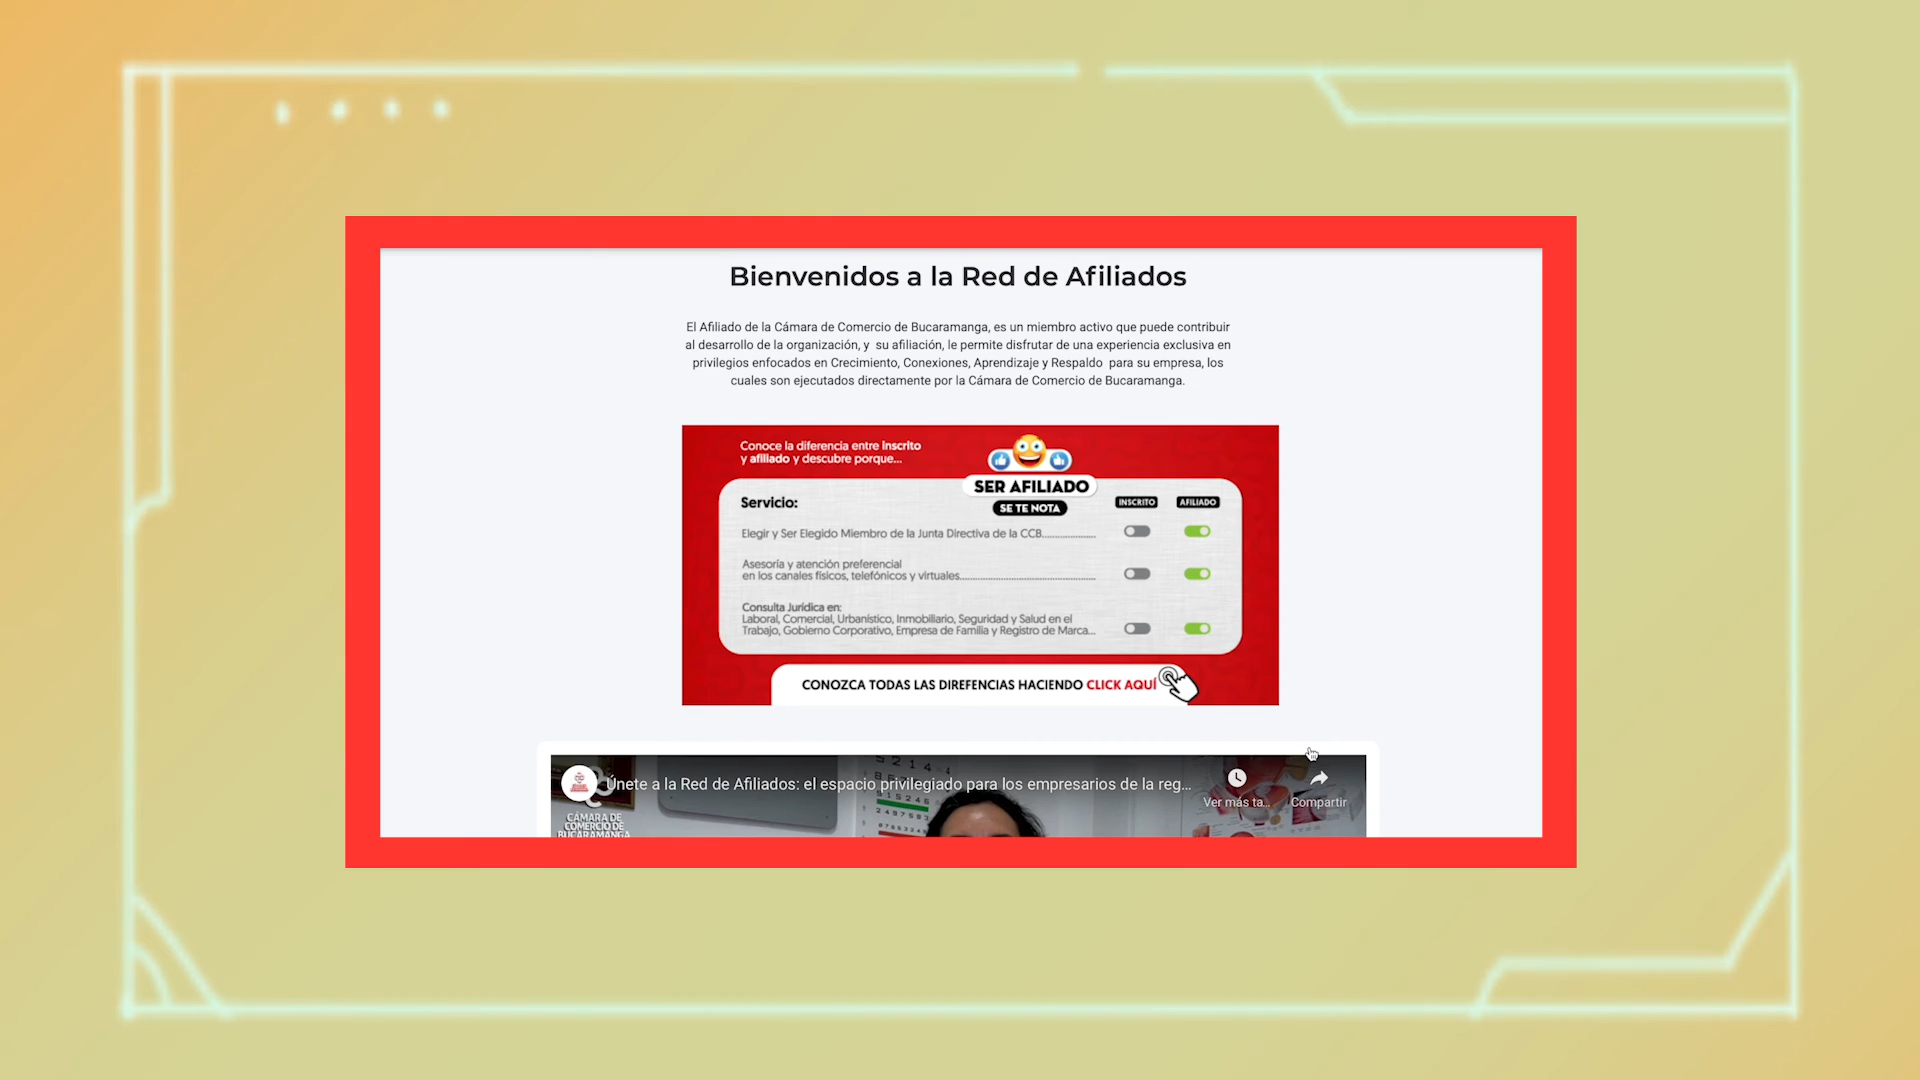 Bienvenidos a la Red de Afiliados
El Afiliado de la Cámara de Comercio de Bucaramanga, es un miembro activo que puede contribuir
al desarrollo de la organización, y su afiliación, le permite disfrutar de una experiencia exclusiva en
privilegios enfocados en Crecimiento, Conexiones, Aprendizaje y Respaldo para su empresa, los
cuales son ejecutados directamente por la Cámara de Comercio de Bucaramanga.
Conoce la diferencia entre Inscrito
y afiliado y descubre porque...
SER AFILIADO
SE TE NOTA
Servicio:
INSCRITO
AFILIADO
Elegir y Ser Elegido Miembro de la Junta Directiva de la CCB......................
Asesoría y atención preferencial
en los canales físicos, telefónicos y virtuales...................................................
Consulta Jurídica en:
Laboral, Comercial, Urbanístico, Inmobiliario, Seguridad y Salud en el
Trabajo, Gobierno Corporativo, Empresa de Familia y Registro de Marca...
CONOZCA TODAS LAS DIREFENCIAS HACIENDO CLICK AQUÍ
Únete a la Red de Afiliados: el espacio privilegiado para los empresarios de la reg...
Ver más ta...
Compartir
CÁMARA DE
COMERCIO DE
BUCARAMANGA